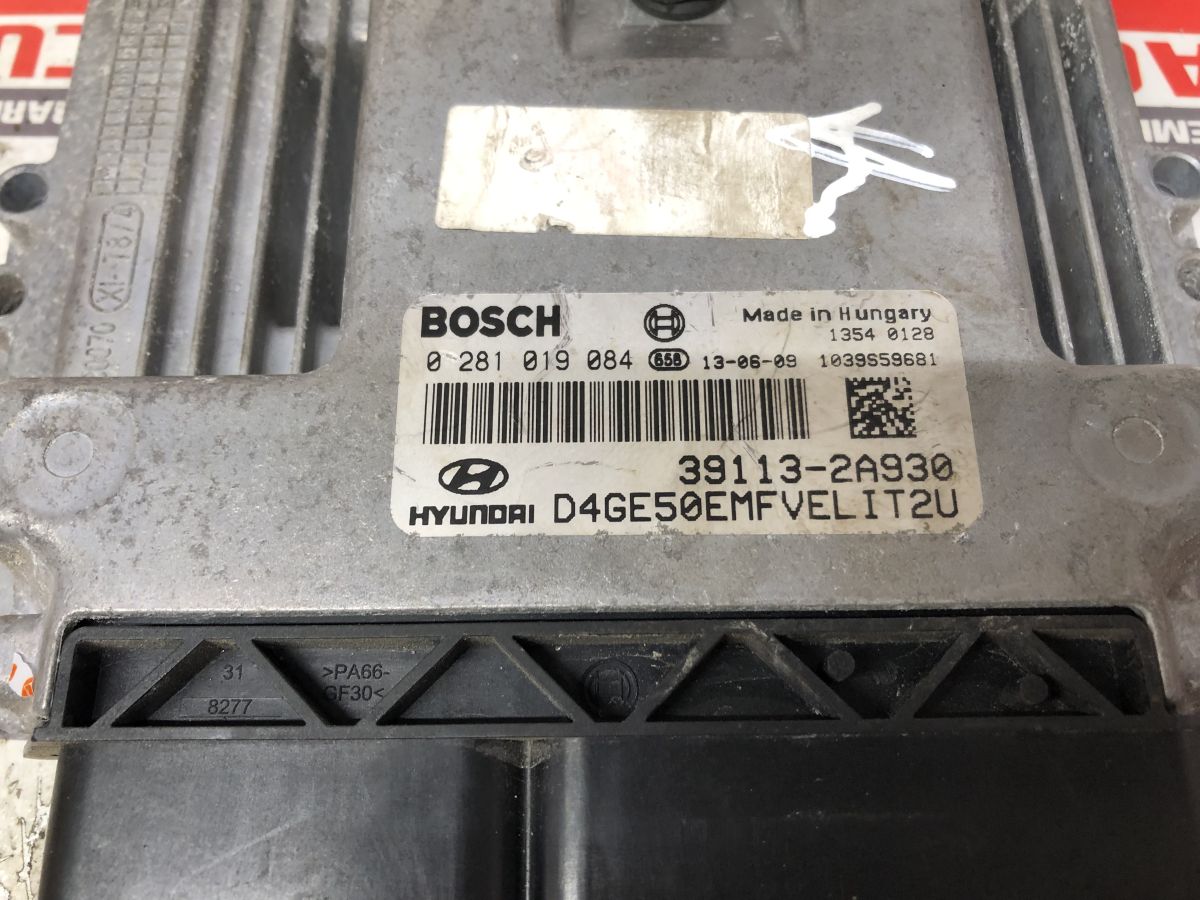 BOSCH
Made in Hungary
1354 0128
0 281 019 084 656 13-06-09 1039S59681
39113-2A930
HYUNDAI D4GE50EMFVELIT2U
31
8277
>PA66-
GF30<